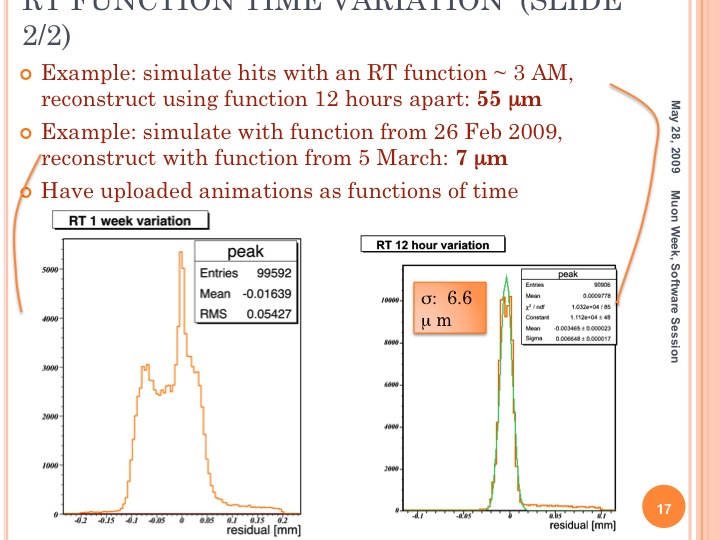 RT FUNCTION TIME VARIATION (SLIDE
2/2)
Example: simulate hits with an RT function ~ 3 AM,
reconstruct using function 12 hours apart: 55 μm
Example: simulate with function from 26 Feb 2009,
reconstruct with function from 5 March: 7 μm
Have uploaded animations as functions of time
May 28, 2009 Muon Week, Software Session
RT 1 week variation
peak
Entries 99592
Mean -0.01639
RMS 0.05427
5000
4000
3000
2000
1000
0
-0.2 -0.15 -0.1 -0.05 0 0.05 0.1 0.15 0.2
residual [mm]
RT 12 hour variation
peak
Entries 90906
Mean 0.0009778
χ² / ndf 1.032e+04 / 85
Constant 1.112e+04 ± 48
Mean -0.003465 ± 0.000023
Sigma 0.006648 ± 0.000017
σ: 6.6
μ m
10000
8000
6000
4000
2000
0
-0.1 -0.05 0 0.05 0.1
residual [mm]
17